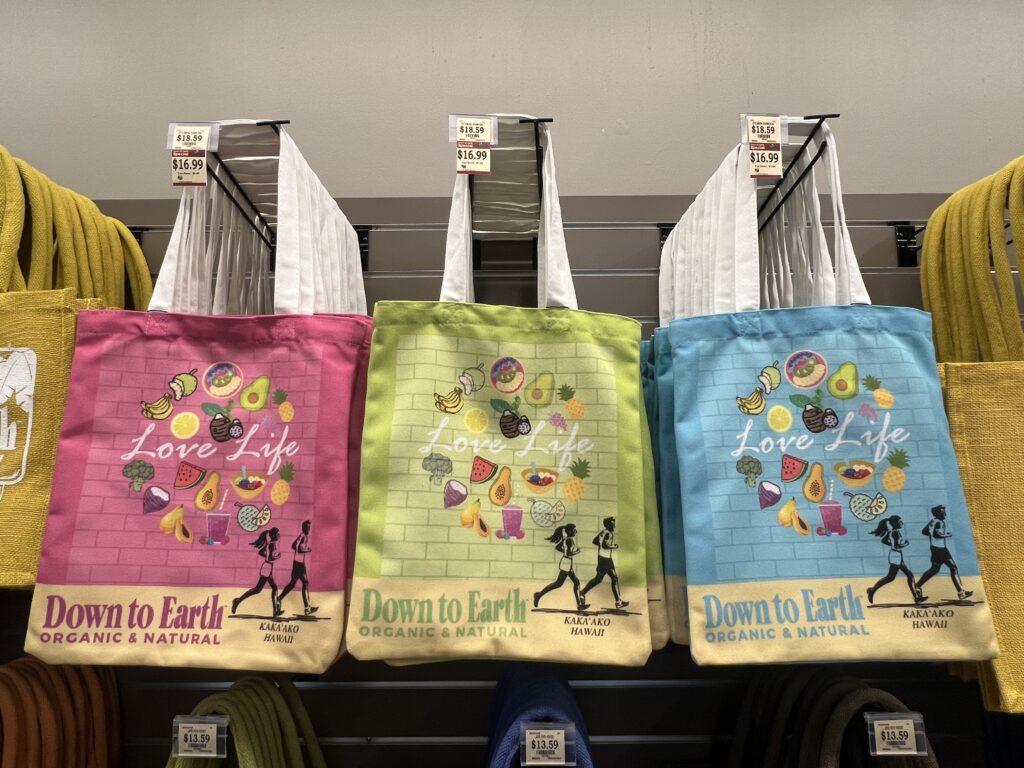 $18.59
$16.99
$18.59
$16.99
$18.59
$16.99
Love Life
Down to Earth
ORGANIC & NATURAL
KAKA'AKO
HAWAII
Love Life
Down to Earth
ORGANIC & NATURAL
KAKA'AKO
HAWAII
Love Life
Down to Earth
ORGANIC & NATURAL
KAKA'AKO
HAWAII
$13.59
$13.59
$13.59